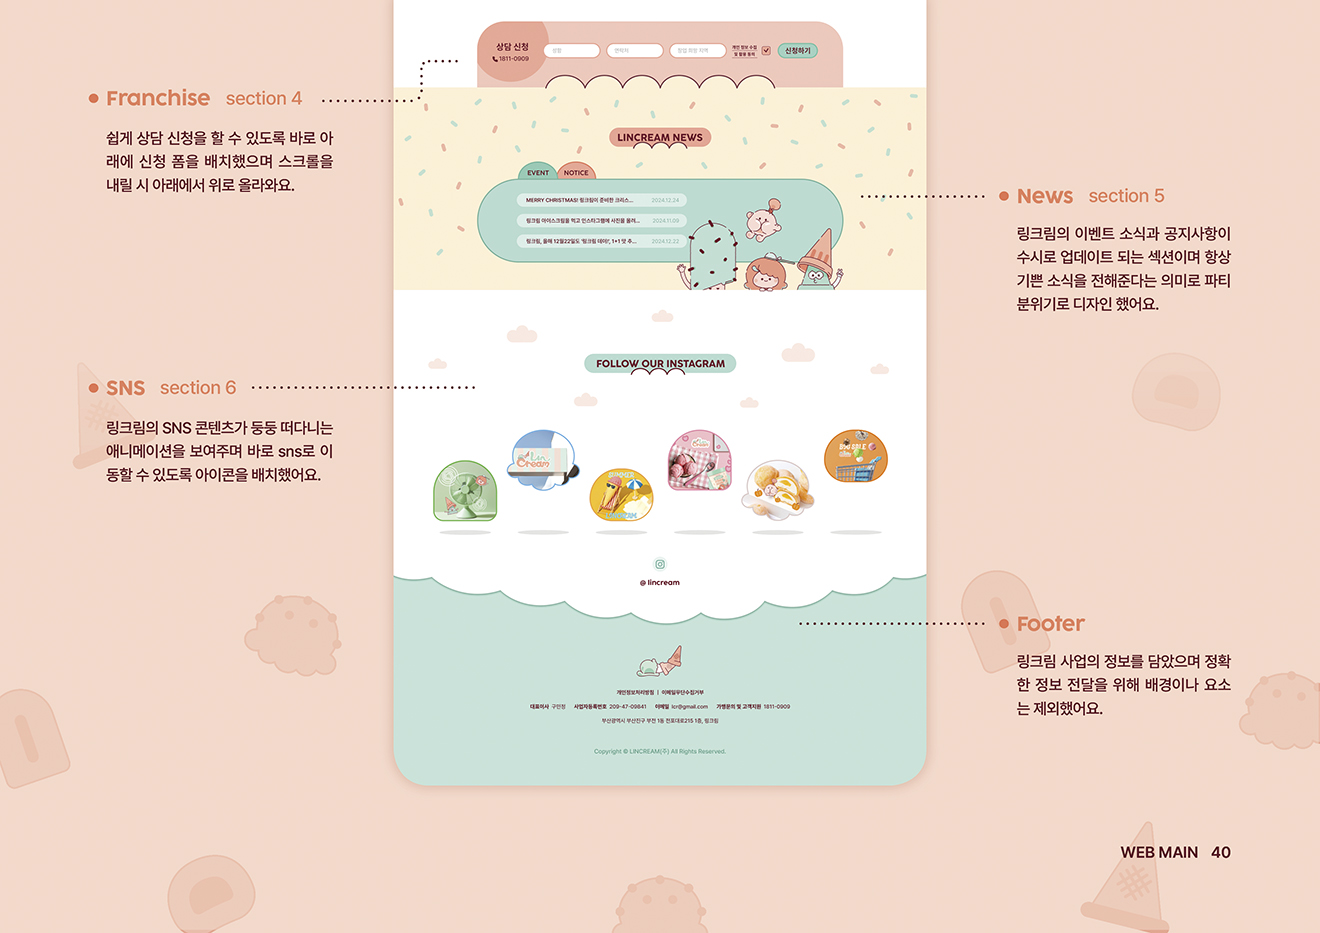 Franchise section 4
쉽게 상담 신청을 할 수 있도록 바로 아
래에 신청 폼을 배치했으며 스크롤을
내릴 시 아래에서 위로 올라와요.
상담 신청
1811-0909
성함
연락처
창업 희망 지역
개인 정보 수집
및 활용 동의
신청하기
LINCREAM NEWS
EVENT
NOTICE
MERRY CHRISTMAS! 링크림이 준비한 크리스... 2024.12.24
링크림 아이스크림을 먹고 인스타그램에 사진을 올려... 2024.11.09
링크림, 올해 12월22일도 '링크림 데이!', 1+1 맛 추... 2024.12.22
News section 5
링크림의 이벤트 소식과 공지사항이
수시로 업데이트 되는 섹션이며 항상
기쁜 소식을 전해준다는 의미로 파티
분위기로 디자인 했어요.
SNS section 6
링크림의 SNS 콘텐츠가 둥둥 떠다니는
애니메이션을 보여주며 바로 sns로 이
동할 수 있도록 아이콘을 배치했어요.
FOLLOW OUR INSTAGRAM
Lin'
Cream
@ lincream
Footer
링크림 사업의 정보를 담았으며 정확
한 정보 전달을 위해 배경이나 요소
는 제외했어요.
개인정보처리방침 | 이메일무단수집거부
대표이사 구민정 사업자등록번호 209-47-09841 이메일 lcr@gmail.com 가맹문의 및 고객지원 1811-0909
부산광역시 부산진구 부전 1동 전포대로215 1층, 링크림
Copyright © LINCREAM(주) All Rights Reserved.
WEB MAIN 40